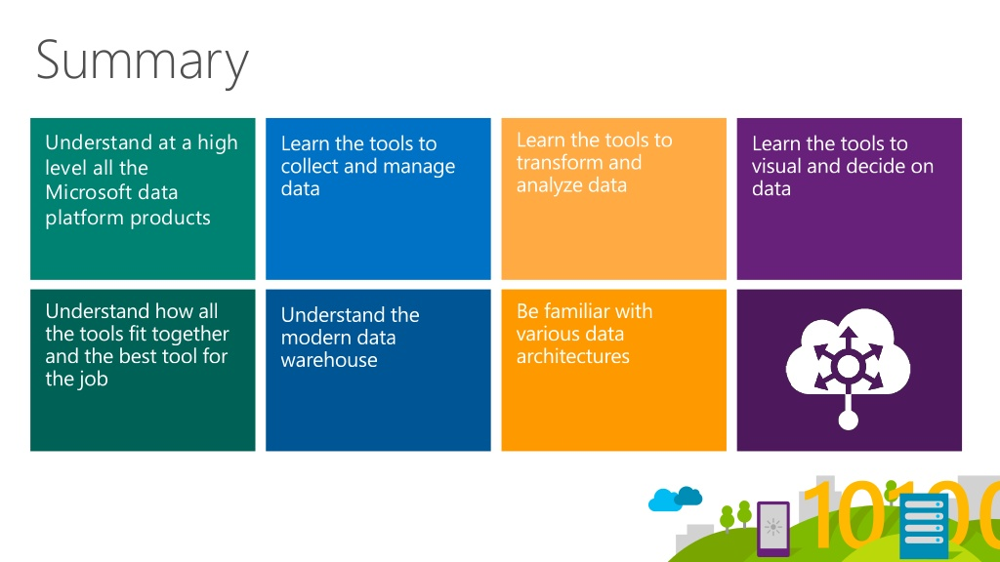 Summary
Understand at a high
level all the
Microsoft data
platform products
Learn the tools to
collect and manage
data
Learn the tools to
transform and
analyze data
Learn the tools to
visual and decide on
data
Understand how all
the tools fit together
and the best tool for
the job
Understand the
modern data
warehouse
Be familiar with
various data
architectures
10100